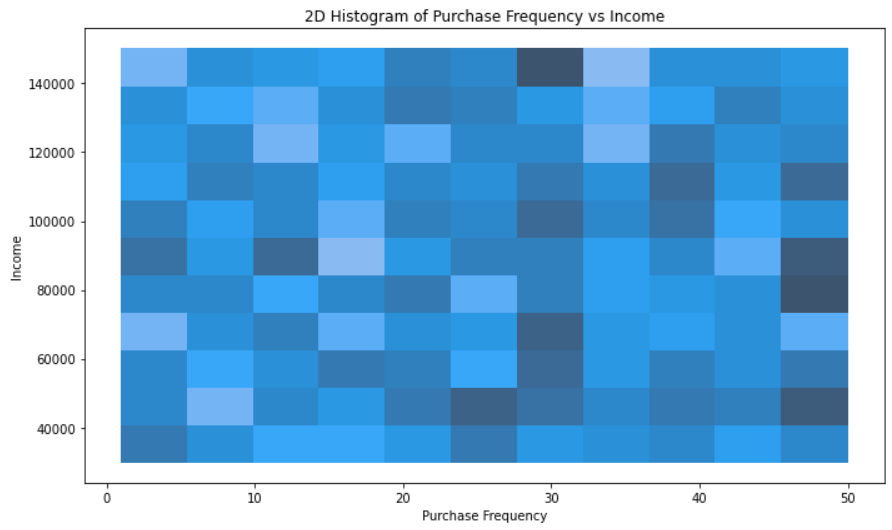 2D Histogram of Purchase Frequency vs Income
140000
120000
100000
80000
60000
40000
Income
0 10 20 30 40 50
Purchase Frequency